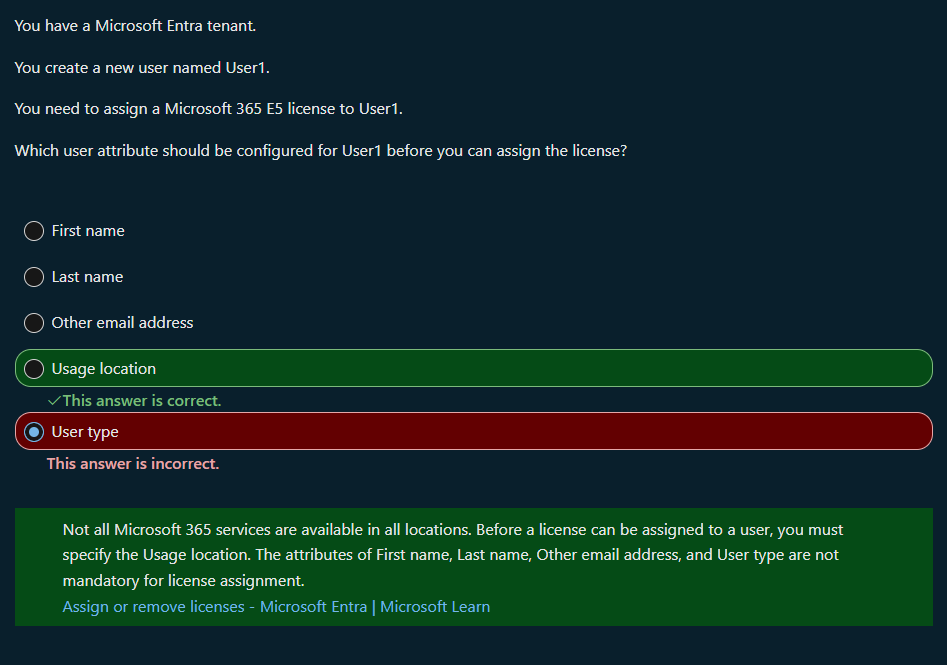 You have a Microsoft Entra tenant.
You create a new user named User1.
You need to assign a Microsoft 365 E5 license to User1.
Which user attribute should be configured for User1 before you can assign the license?
First name
Last name
Other email address
Usage location
This answer is correct.
User type
This answer is incorrect.
Not all Microsoft 365 services are available in all locations. Before a license can be assigned to a user, you must
specify the Usage location. The attributes of First name, Last name, Other email address, and User type are not
mandatory for license assignment.
Assign or remove licenses - Microsoft Entra | Microsoft Learn